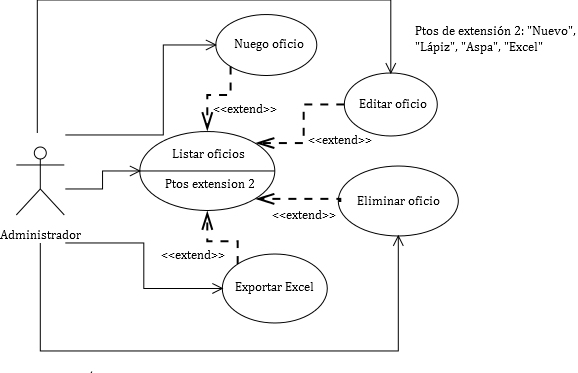 Nuego oficio
Ptos de extensión 2: "Nuevo",
"Lápiz", "Aspa", "Excel"
<<extend>>
Editar oficio
<<extend>>
Listar oficios
Ptos extension 2
Eliminar oficio
<<extend>>
Administrador
<<extend>>
Exportar Excel